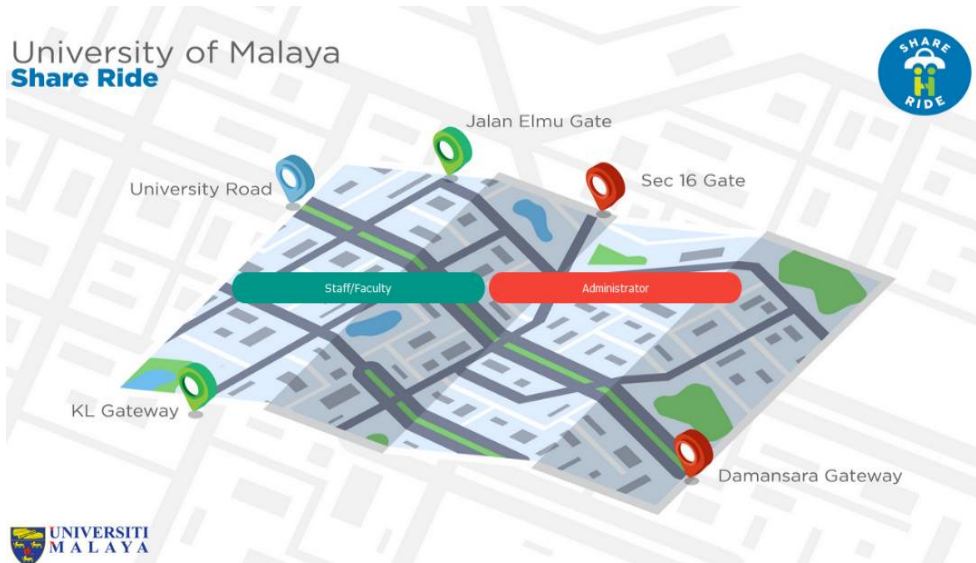 University of Malaya
Share Ride
SHARE
RIDE
Jalan Elmu Gate
University Road
Sec 16 Gate
Staff/Faculty
Administrator
KL Gateway
Damansara Gateway
UNIVERSITI
MALAYA